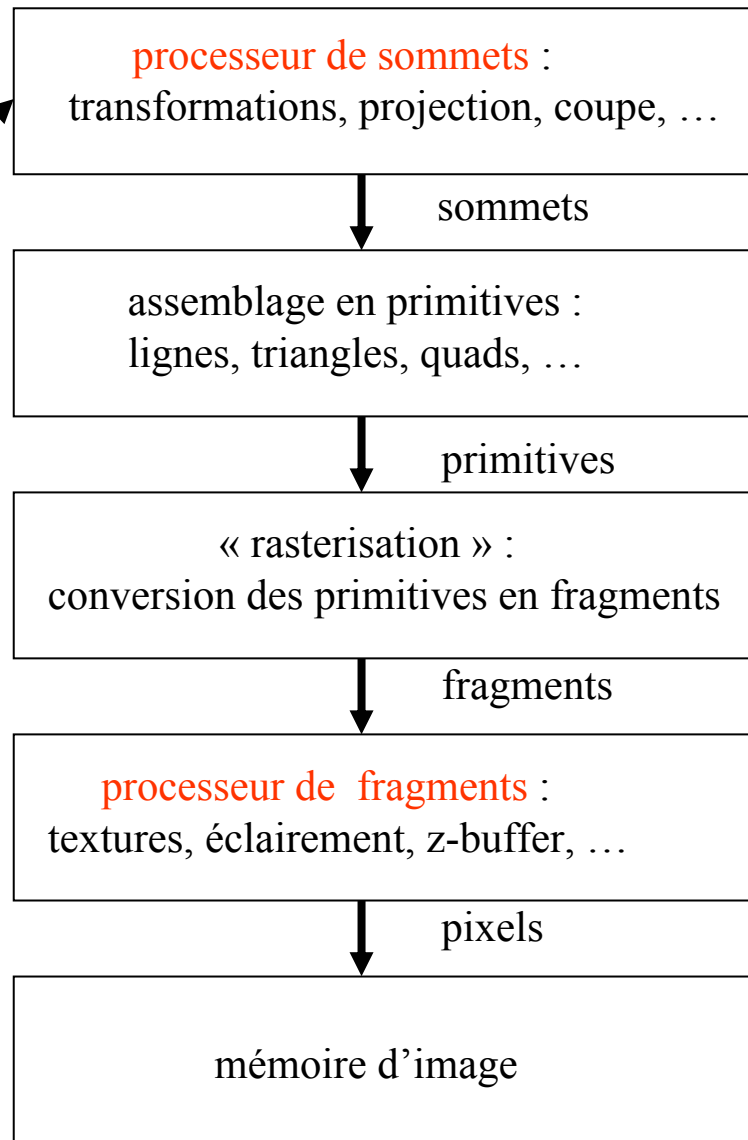 processeur de sommets :
transformations, projection, coupe, …
sommets
assemblage en primitives :
lignes, triangles, quads, …
primitives
« rasterisation » :
conversion des primitives en fragments
fragments
processeur de fragments :
textures, éclairement, z-buffer, …
pixels
mémoire d’image